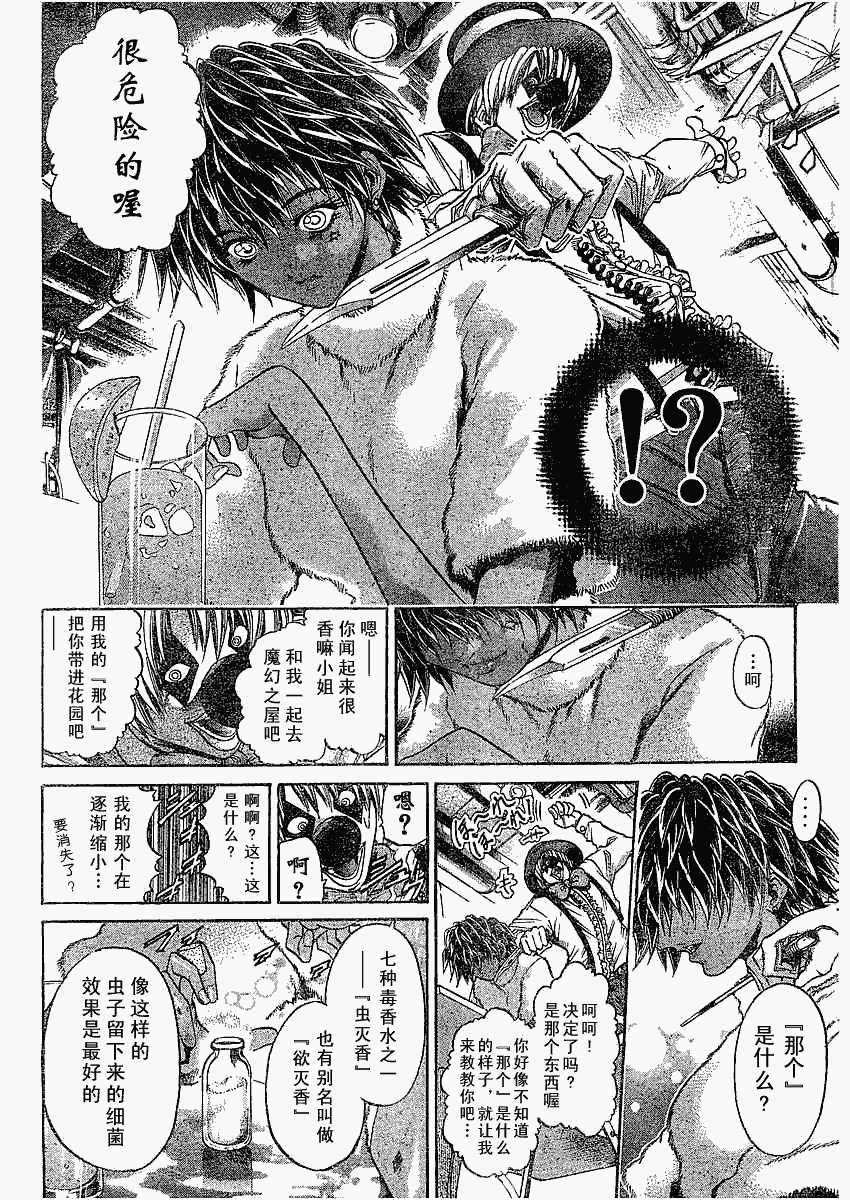 很危险的喔
!?
…呵
嗯——
你闻起来很
香嘛小姐
和我一起去
魔幻之屋吧
用我的『那个』
把你带进花园吧
——
‥‥
『那个』
是什么?
呵呵!
决定了吗?
是那个东西喔
你好像不知道
『那个』是什么
的样子,就让我
来教教你吧…
嗯?
啊?
啊啊?这…这
是什么?
我的那个在
逐渐缩小…
要消失了?
七种毒香水之一
——『虫灭香』
也有别名叫做
『欲灭香』
像这样的
虫子留下来的细菌
效果是最好的